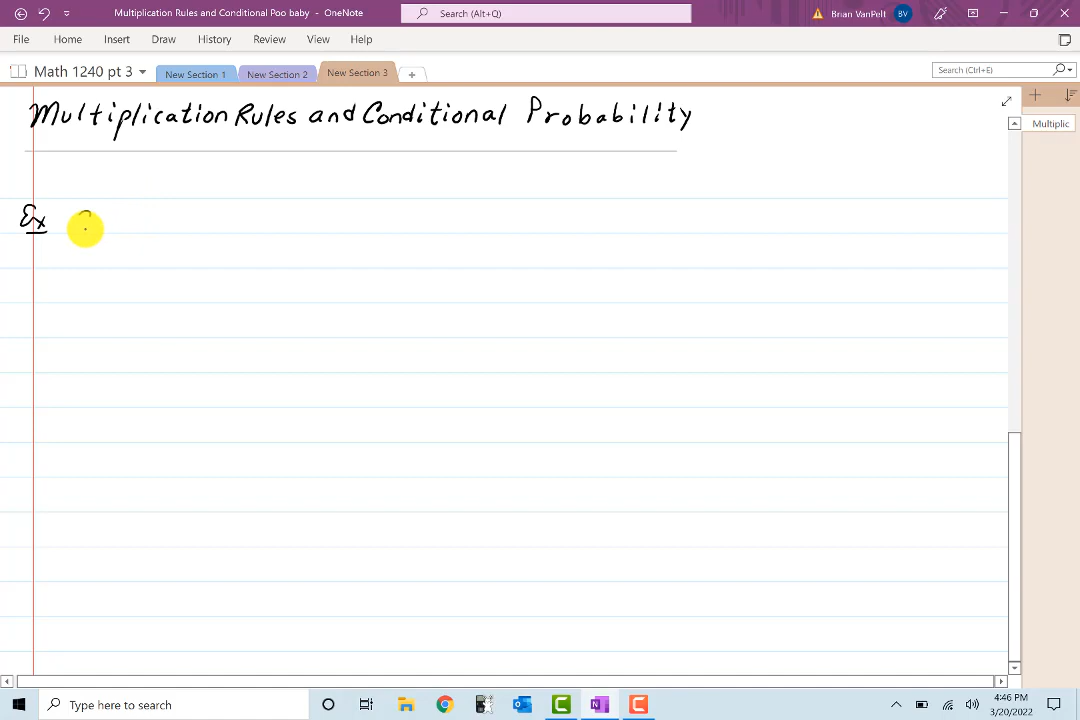 Multiplication Rules and Conditional Poo baby - OneNote
Search (Alt+Q)
Brian VanPelt
BV
File
Home
Insert
Draw
History
Review
View
Help
Math 1240 pt 3
New Section 1
New Section 2
New Section 3
Search (Ctrl+E)
Multiplication Rules and Conditional Probability
Multiplic
Ex
Type here to search
4:46 PM
3/20/2022